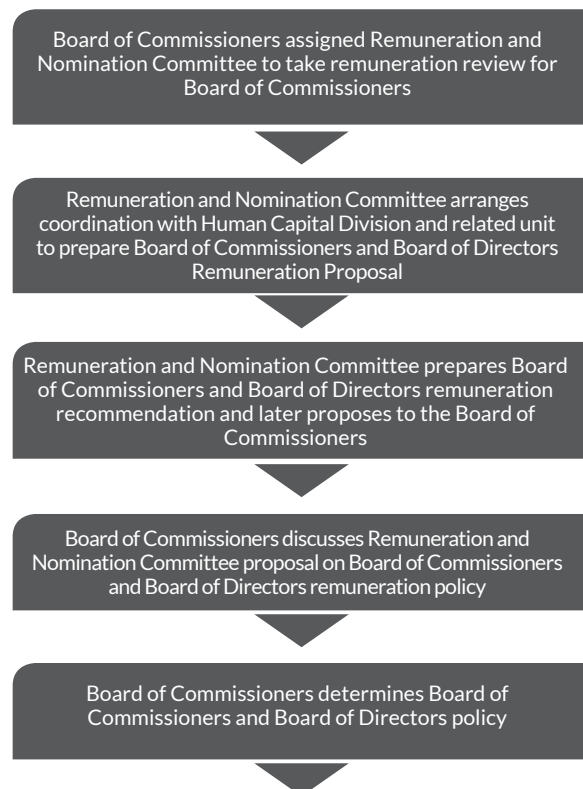 Board of Commissioners assigned Remuneration and
Nomination Committee to take remuneration review for
Board of Commissioners
Remuneration and Nomination Committee arranges
coordination with Human Capital Division and related unit
to prepare Board of Commissioners and Board of Directors
Remuneration Proposal
Remuneration and Nomination Committee prepares Board
of Commissioners and Board of Directors remuneration
recommendation and later proposes to the Board of
Commissioners
Board of Commissioners discusses Remuneration and
Nomination Committee proposal on Board of Commissioners
and Board of Directors remuneration policy
Board of Commissioners determines Board of
Commissioners and Board of Directors policy